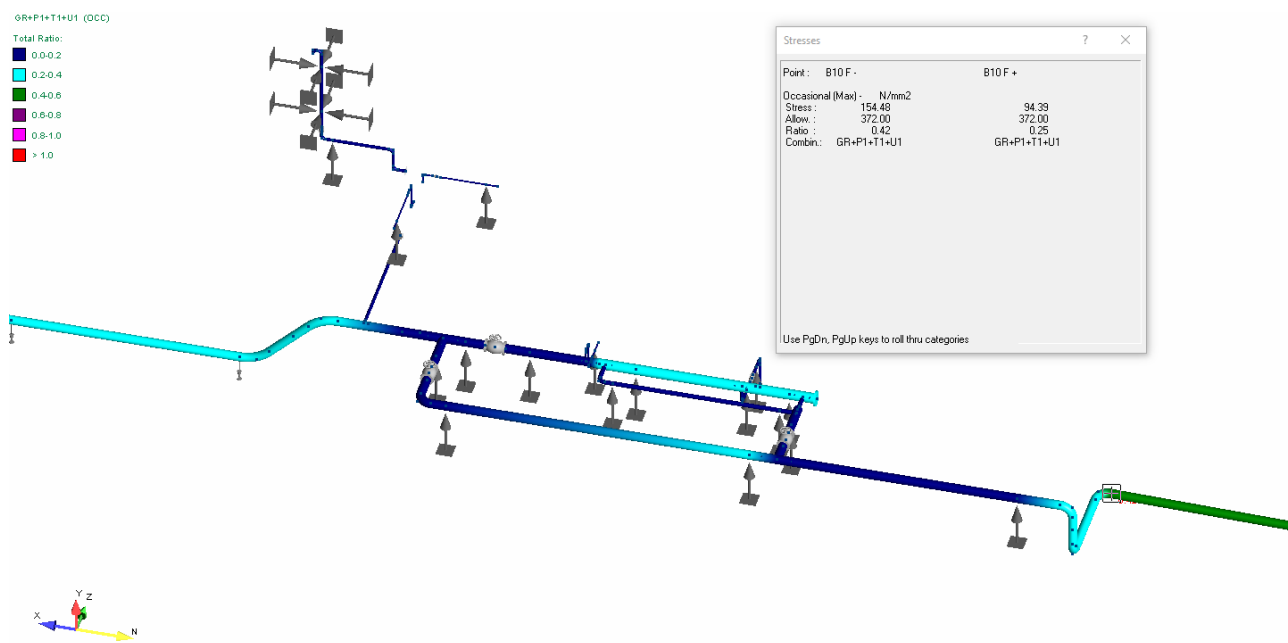 GR+P1+T1+U1 (OCC)
Total Ratio:
0.0-0.2
0.2-0.4
0.4-0.6
0.6-0.8
0.8-1.0
> 1.0
Stresses ? ×
Point : B10 F - B10 F +
Occasional (Max) - N/mm2
Stress : 154.48 94.39
Allow. : 372.00 372.00
Ratio : 0.42 0.25
Combin.: GR+P1+T1+U1 GR+P1+T1+U1
Use PgDn, PgUp keys to roll thru categories
Y Z
X N